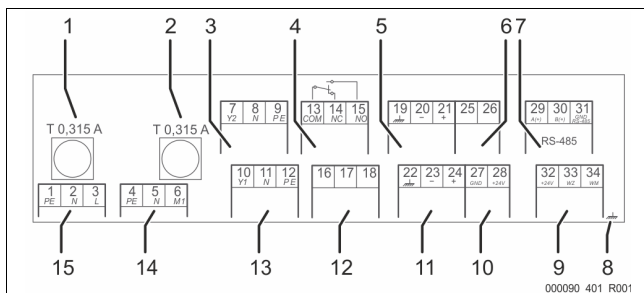 1 2 3 4 5 6 7
T 0,315 A T 0,315 A
7 8 9 13 14 15 19 20 21 25 26 29 30 31
Y2 N PE COM NC NO − + A(+) B(+) GND RS-485
RS-485
10 11 12 16 17 18 22 23 24 27 28 32 33 34
Y1 N PE − + GND +24V +24V WZ WM
1 2 3 4 5 6
PE N L PE N M1
15 14 13 12 11 10 9 8
000090 401 R001